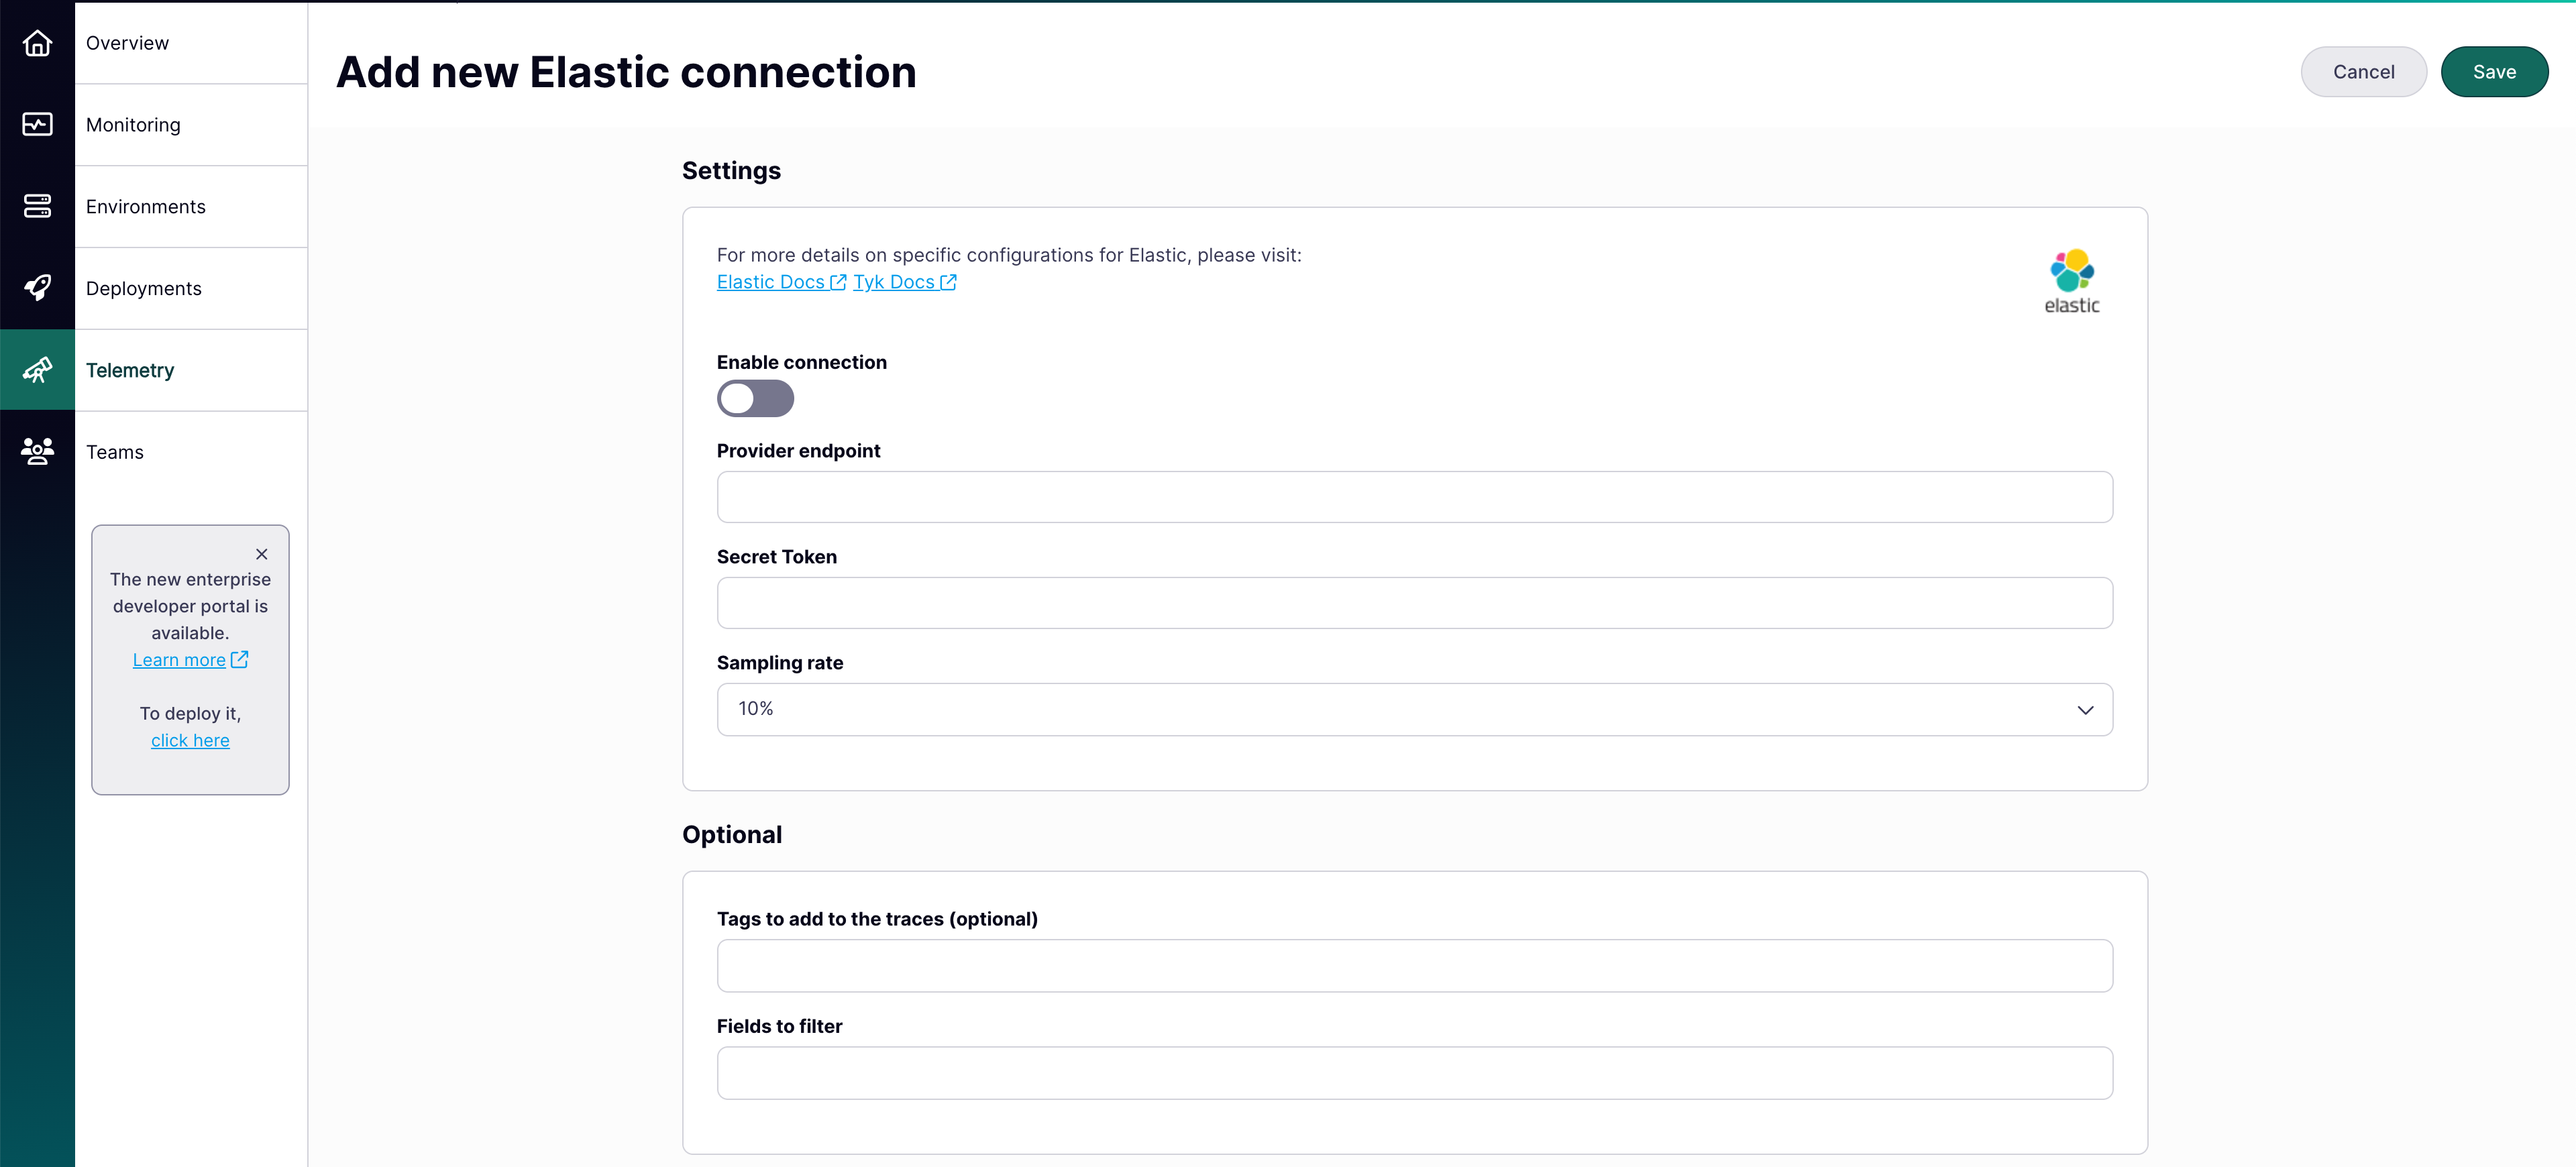 Overview
Monitoring
Environments
Deployments
Telemetry
Teams
The new enterprise
developer portal is
available.
Learn more
To deploy it,
click here
Add new Elastic connection
Cancel
Save
Settings
For more details on specific configurations for Elastic, please visit:
Elastic Docs Tyk Docs
elastic
Enable connection
Provider endpoint
Secret Token
Sampling rate
10%
Optional
Tags to add to the traces (optional)
Fields to filter